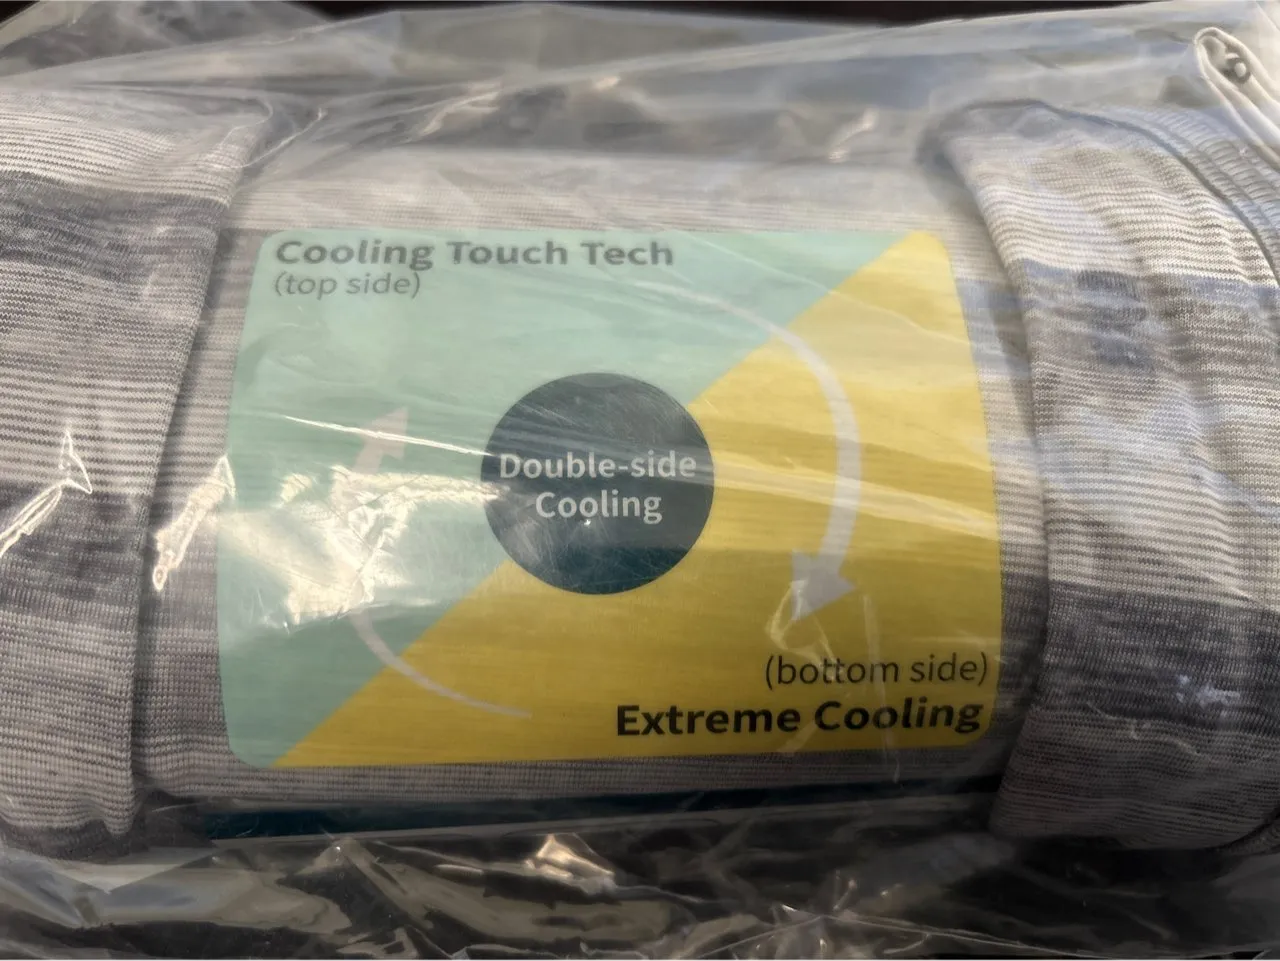 Cooling Touch Tech
(top side)
Double-side
Cooling
(bottom side)
Extreme Cooling